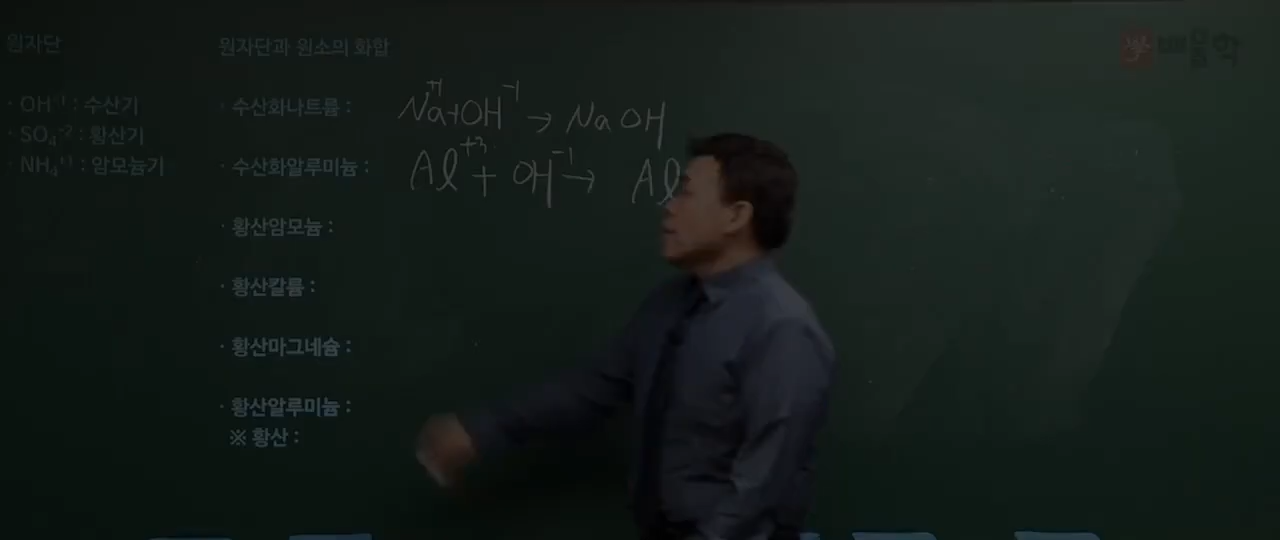 원자단
원자단과 원소의 화합
배움학
· OH⁻¹ : 수산기
· SO₄⁻² : 황산기
· NH₄⁺¹ : 암모늄기
· 수산화나트륨 : Na⁺¹+OH⁻¹ → NaOH
· 수산화알루미늄 : Al⁺³ + OH⁻¹ → Al
· 황산암모늄 :
· 황산칼륨 :
· 황산마그네슘 :
· 황산알루미늄 :
※ 황산 :